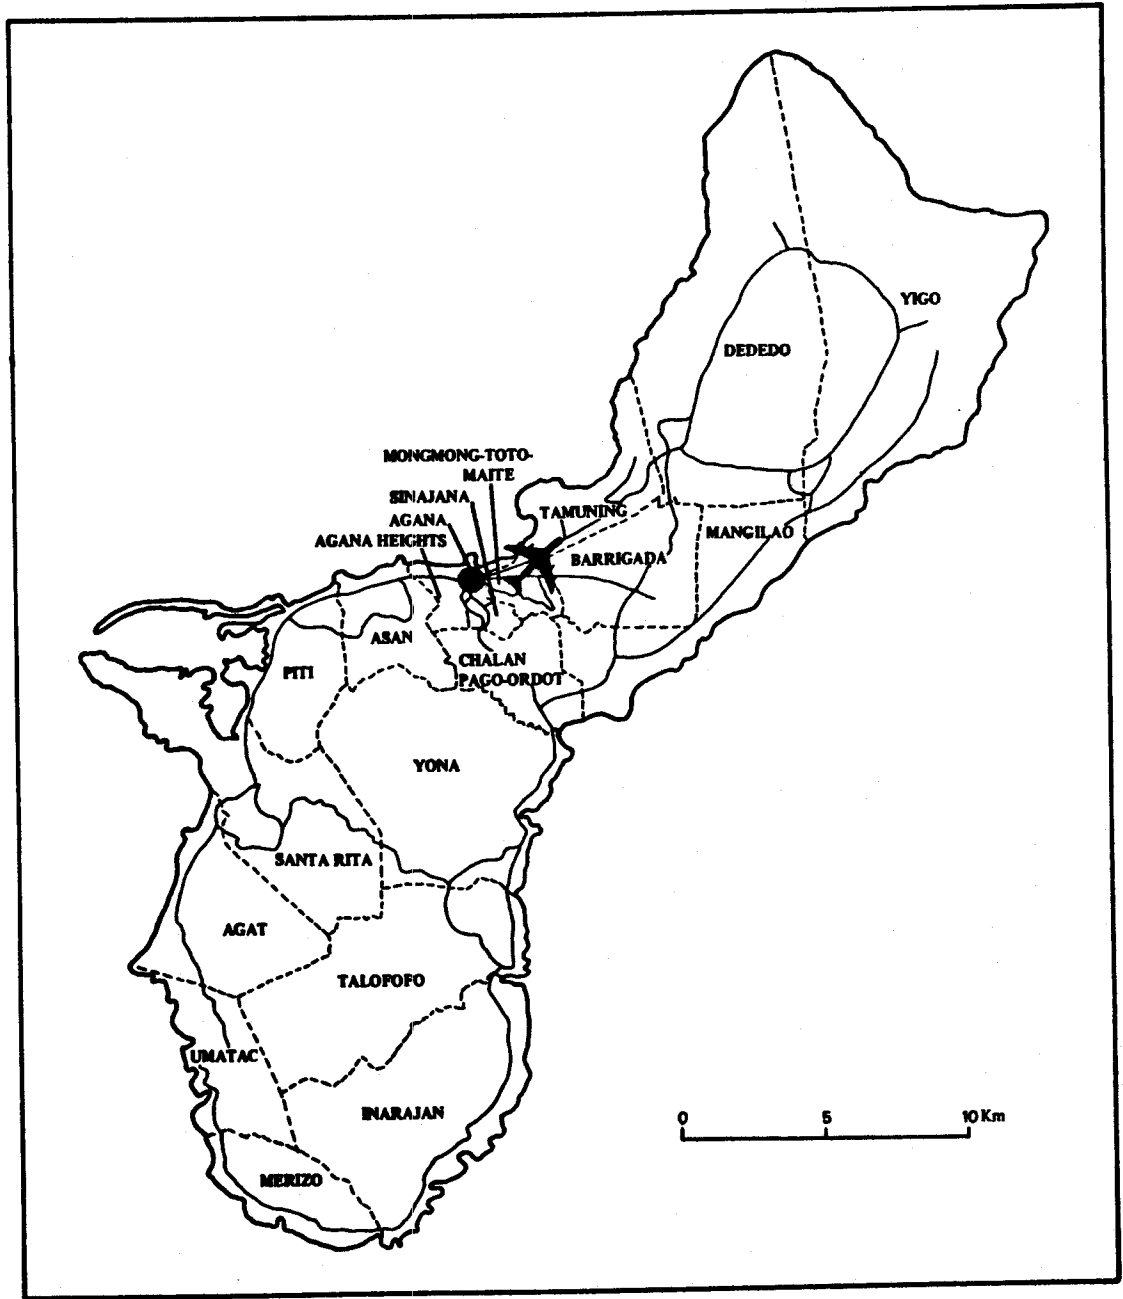 YIGO
DEDEDO
MONGMONG-TOTO-
MAITE
SINAJANA
AGANA
AGANA HEIGHTS
TAMUNING
BARRIGADA
MANGILAO
ASAN
CHALAN
PAGO-ORDOT
PITI
YONA
SANTA RITA
AGAT
TALOFOFO
UMATAC
INARAJAN
MERIZO
0 5 10 Km